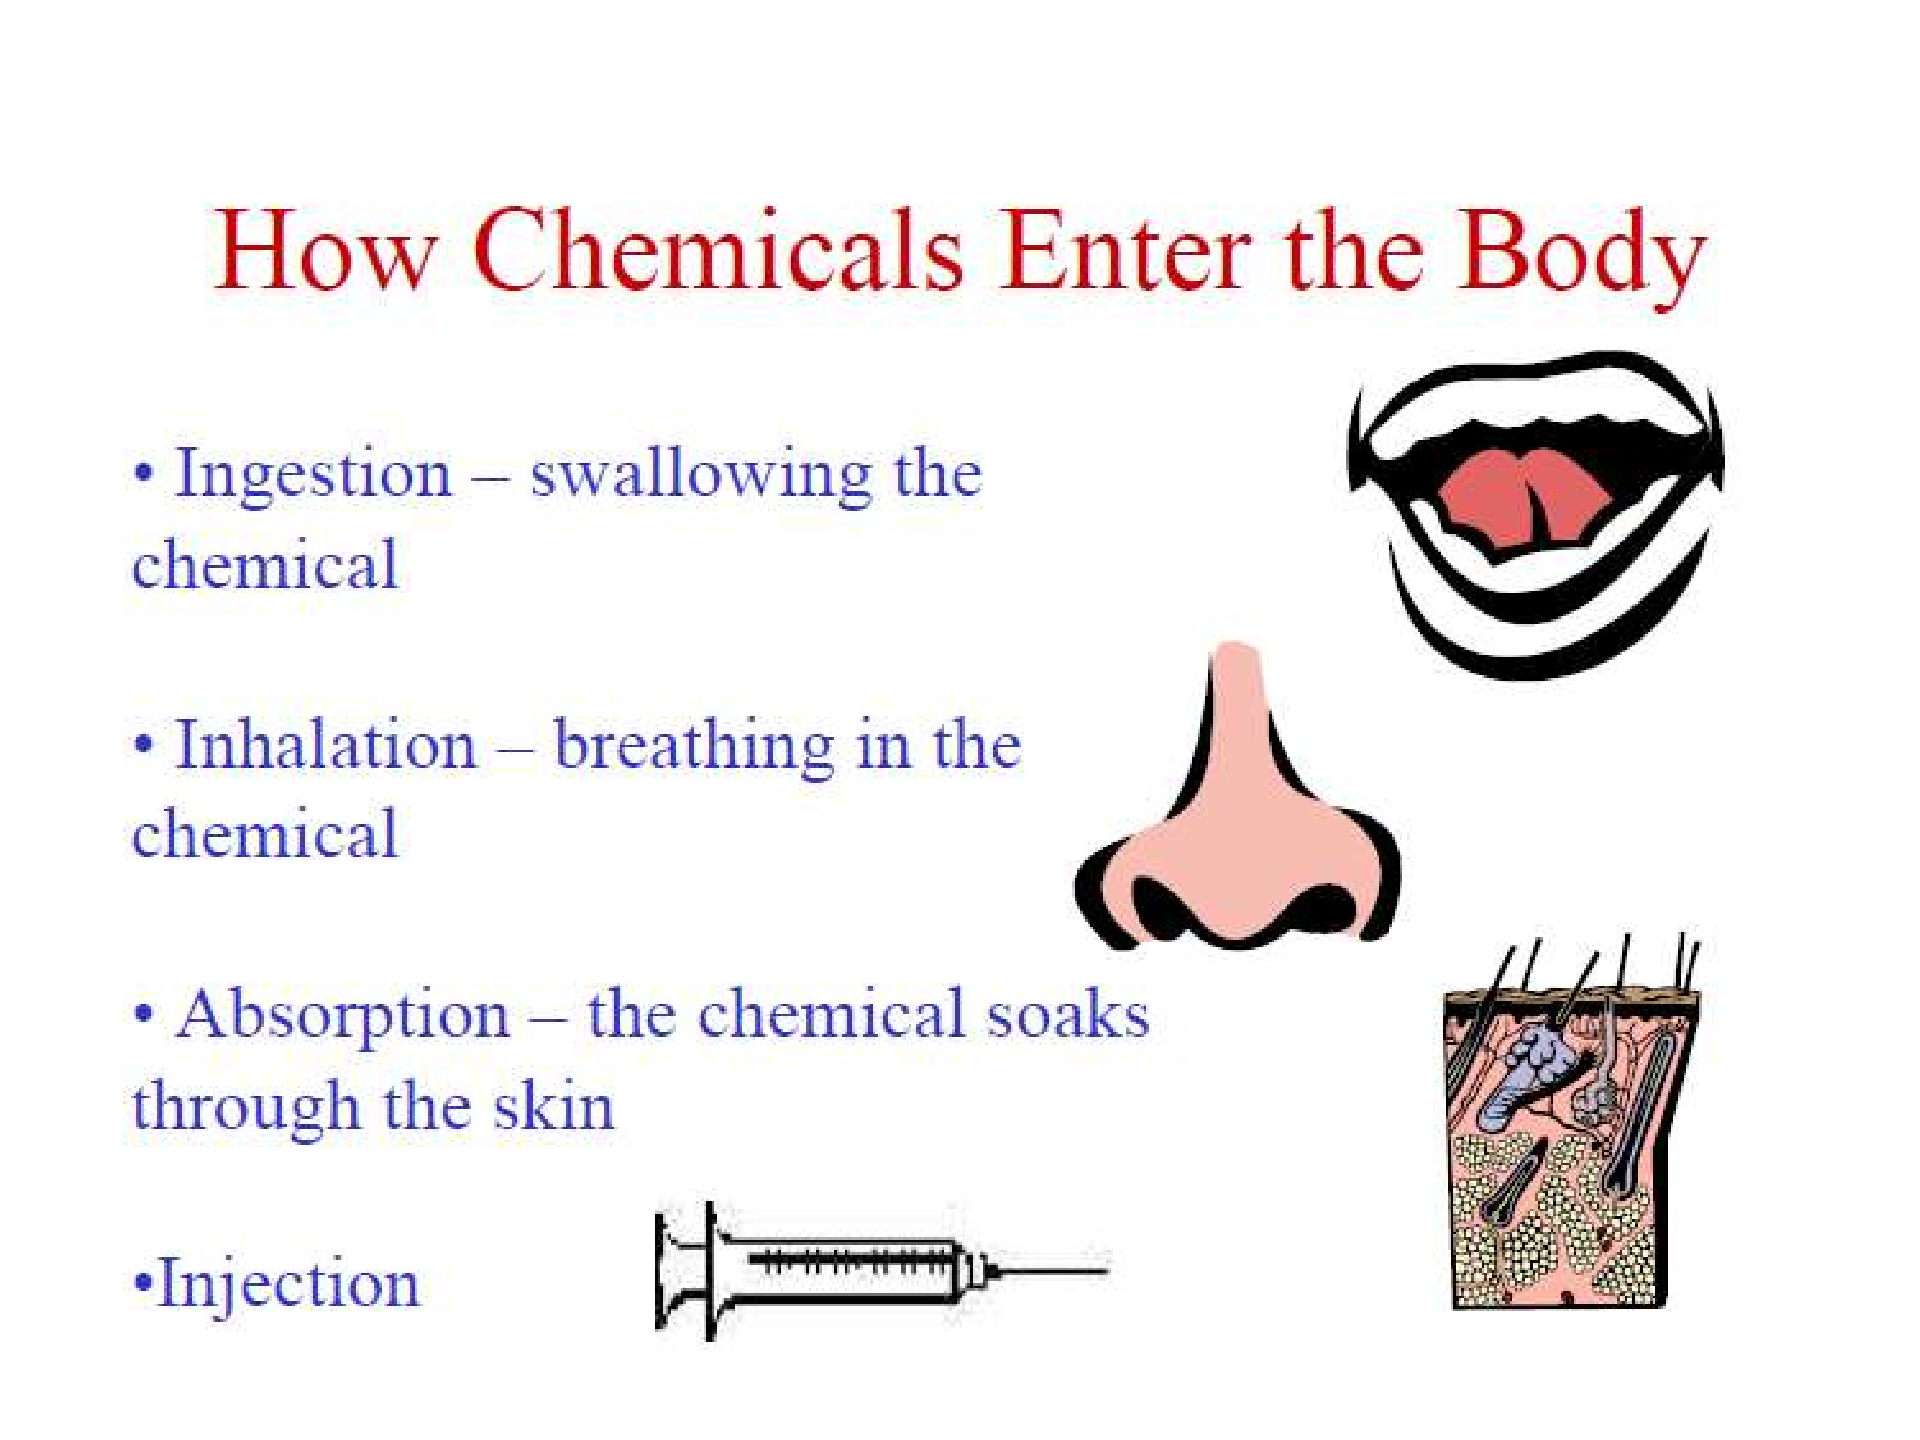 How Chemicals Enter the Body
• Ingestion – swallowing the
chemical
• Inhalation – breathing in the
chemical
• Absorption – the chemical soaks
through the skin
•Injection